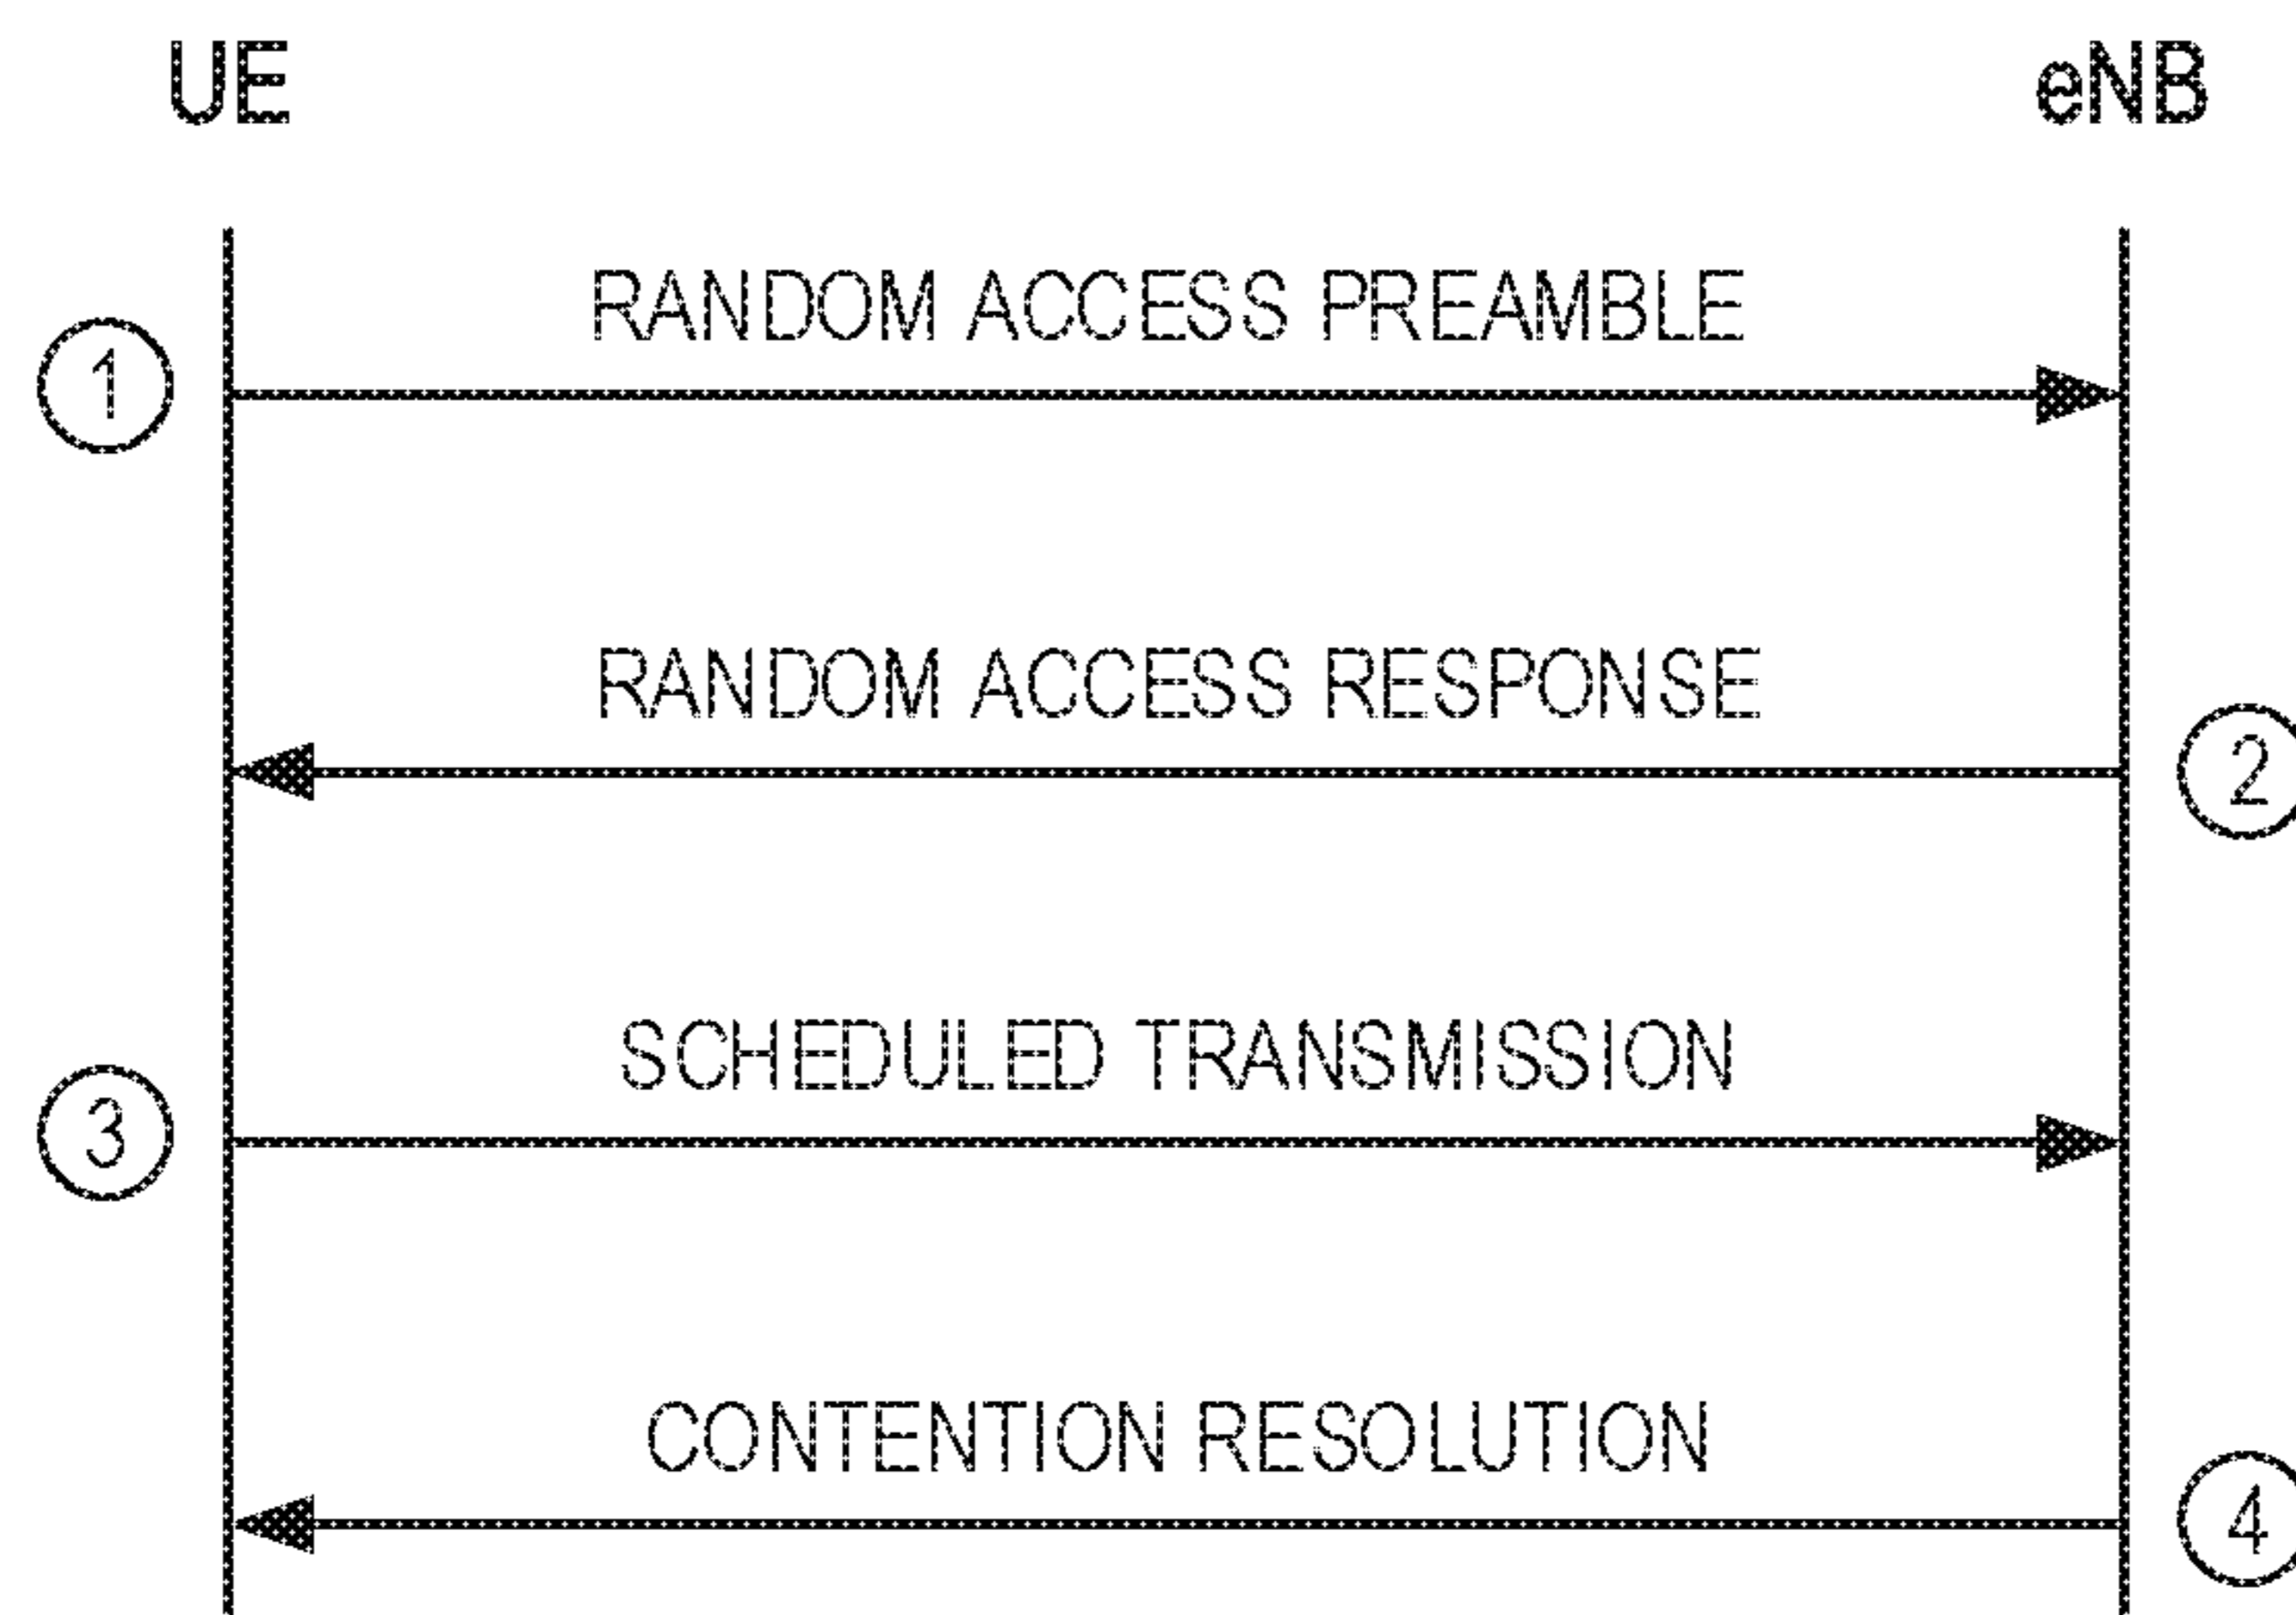 UE eNB
RANDOM ACCESS PREAMBLE
1
RANDOM ACCESS RESPONSE
2
SCHEDULED TRANSMISSION
3
CONTENTION RESOLUTION
4